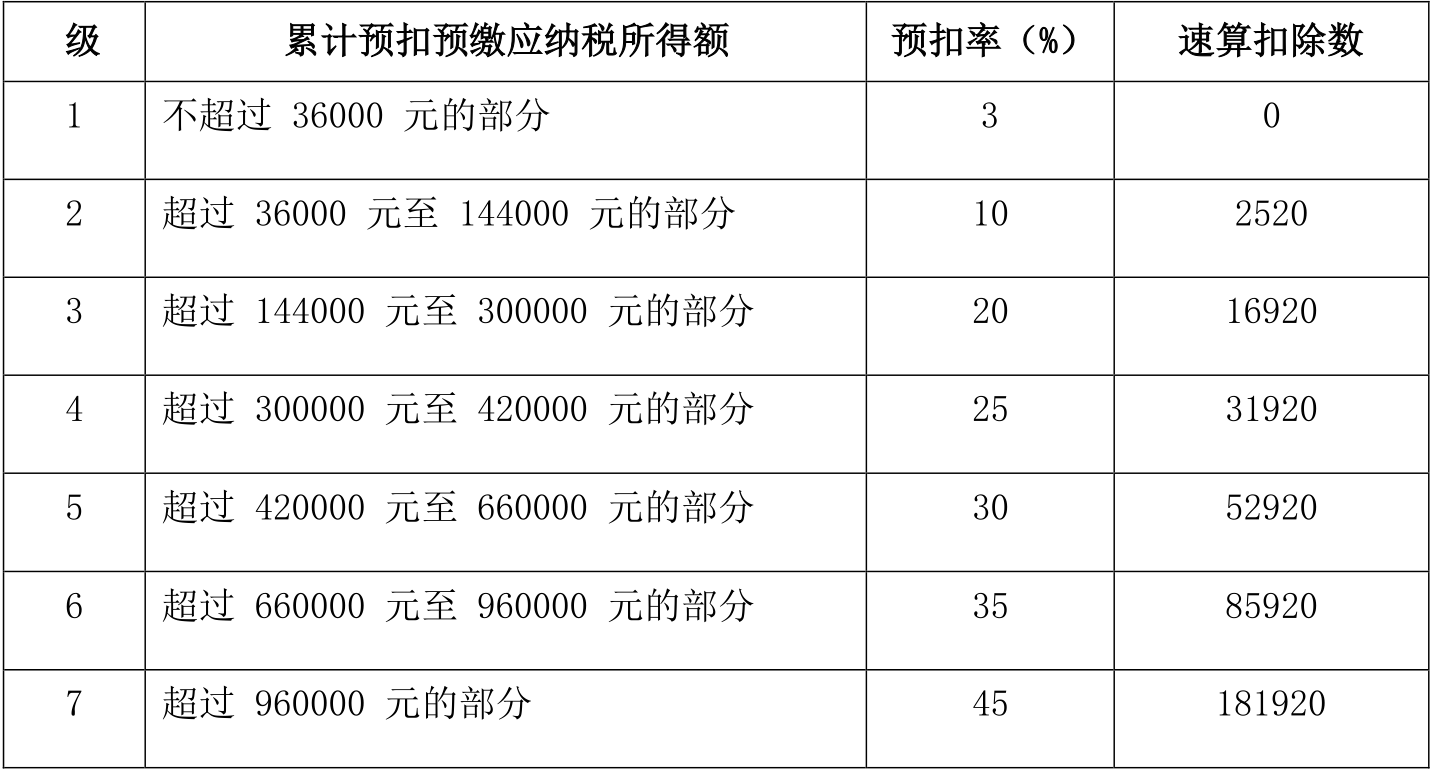 级 累计预扣预缴应纳税所得额 预扣率（%） 速算扣除数
1 不超过 36000 元的部分 3 0
2 超过 36000 元至 144000 元的部分 10 2520
3 超过 144000 元至 300000 元的部分 20 16920
4 超过 300000 元至 420000 元的部分 25 31920
5 超过 420000 元至 660000 元的部分 30 52920
6 超过 660000 元至 960000 元的部分 35 85920
7 超过 960000 元的部分 45 181920